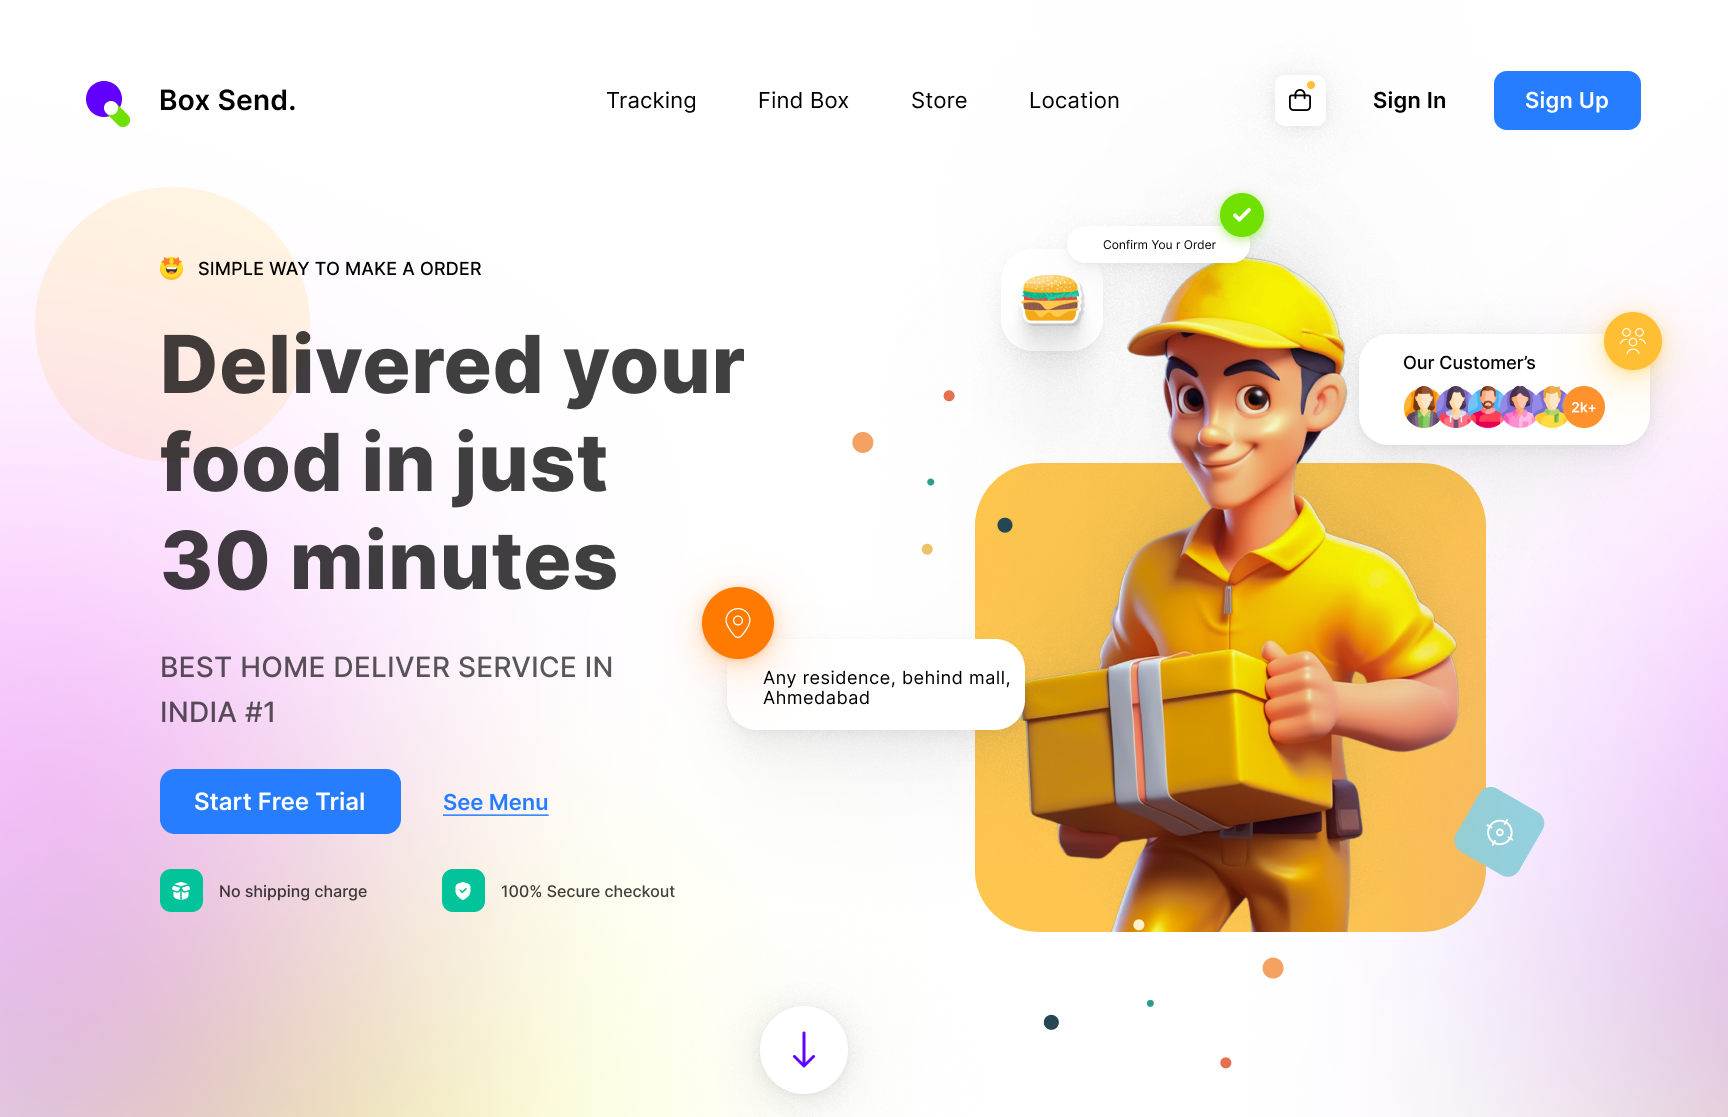 Box Send.
Tracking
Find Box
Store
Location
Sign In
Sign Up
Confirm You r Order
SIMPLE WAY TO MAKE A ORDER
Delivered your
food in just
30 minutes
Our Customer’s
2k+
BEST HOME DELIVER SERVICE IN
INDIA #1
Any residence, behind mall,
Ahmedabad
Start Free Trial
See Menu
No shipping charge
100% Secure checkout